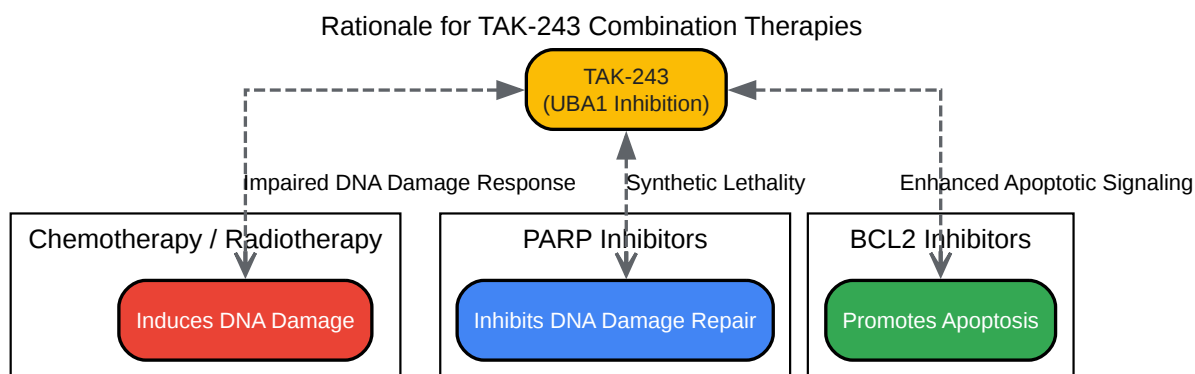 Rationale for TAK-243 Combination Therapies
TAK-243
(UBA1 Inhibition)
Impaired DNA Damage Response
Synthetic Lethality
Enhanced Apoptotic Signaling
Chemotherapy / Radiotherapy
PARP Inhibitors
BCL2 Inhibitors
Induces DNA Damage
Inhibits DNA Damage Repair
Promotes Apoptosis